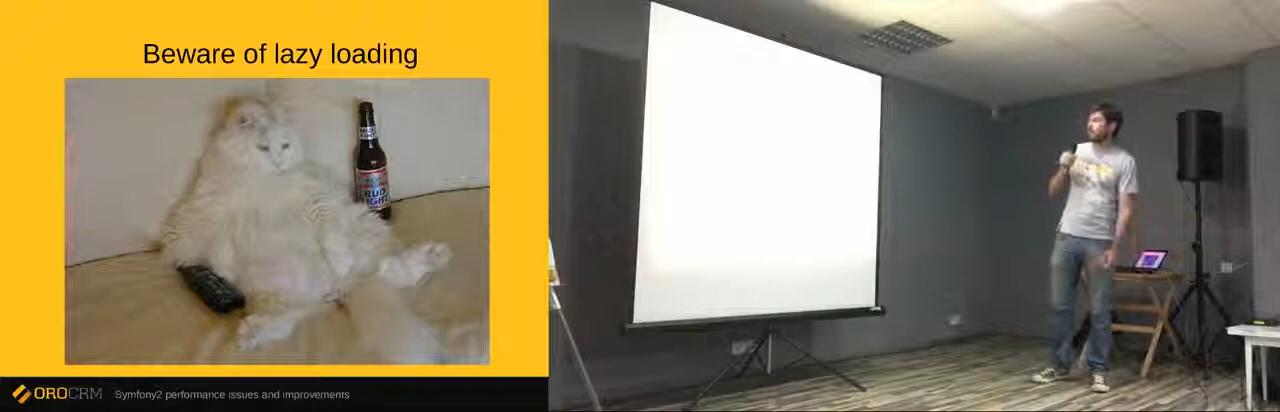 Beware of lazy loading
BUD
LIGHT
OROCRM
Symfony2 performance issues and improvements